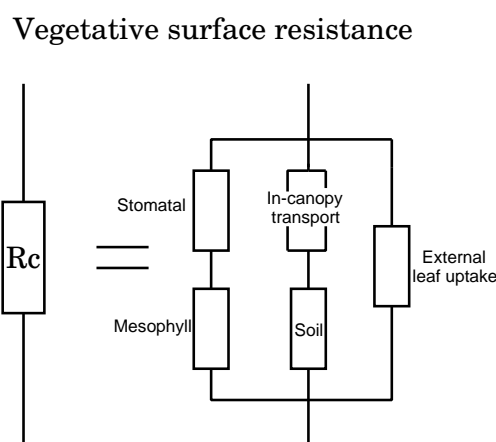 Vegetative surface resistance
Stomatal
In-canopy
transport
Rc
External
leaf uptake
Mesophyll
Soil